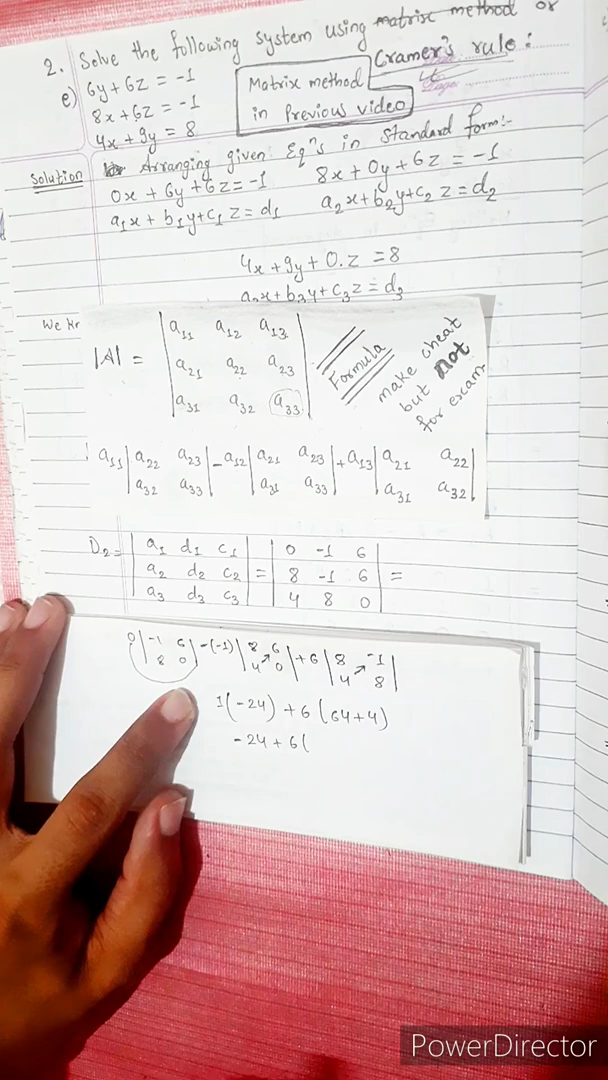 2. Solve the following system using matrix method or
Cramer's rule:
e) 6y+6z = -1
8x+6z = -1
4x+9y = 8
Matrix method
in Previous video
Solution Arranging given Eqⁿs in standard form:-
0x + 6y + 6z = -1 8x + 0y + 6z = -1
a₁x + b₁y + c₁z = d₁ a₂x + b₂y + c₂z = d₂
4x + 9y + 0.z = 8
a₃x + b₃y + c₃z = d₃
We
|A| = | a₁₁ a₁₂ a₁₃ |
| a₂₁ a₂₂ a₂₃ |
| a₃₁ a₃₂ a₃₃ |
Formula
make cheat
but not
for exam.
a₁₁ | a₂₂ a₂₃ | - a₁₂ | a₂₁ a₂₃ | + a₁₃ | a₂₁ a₂₂ |
| a₃₂ a₃₃ | | a₃₁ a₃₃ | | a₃₁ a₃₂ |
D₂ = | a₁ d₁ c₁ | = | 0 -1 6 | =
| a₂ d₂ c₂ | | 8 -1 6 |
| a₃ d₃ c₃ | | 4 8 0 |
0 | -1 6 | -(-1) | 8 6 | + 6 | 8 -1 |
| 8 0 | | 4 0 | | 4 8 |
1(-24) + 6(64+4)
-24 + 6(
PowerDirector